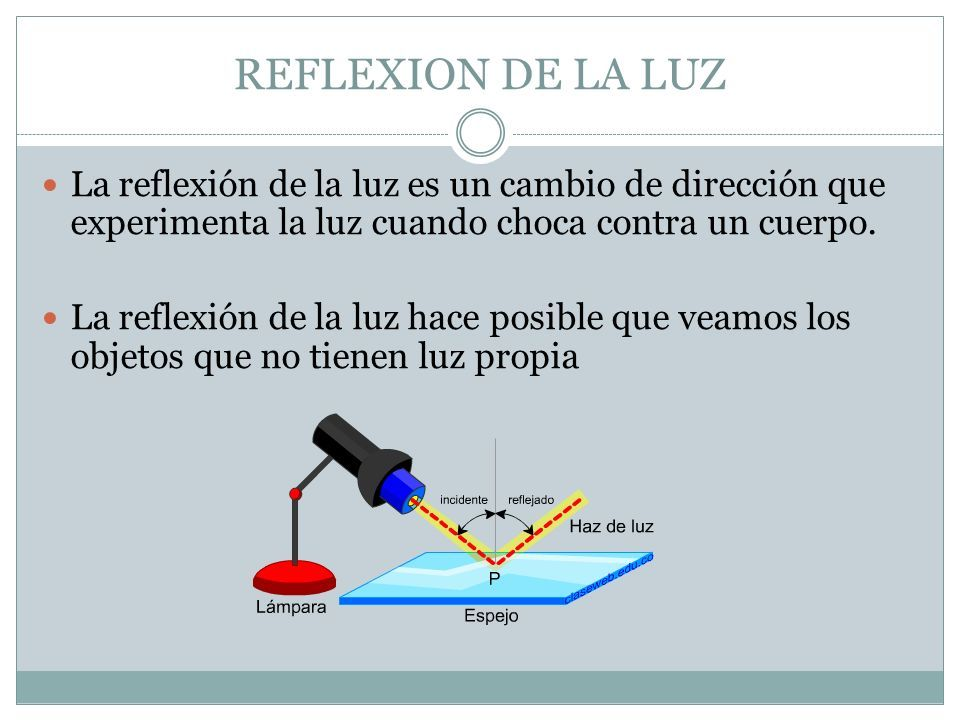 REFLEXION DE LA LUZ
La reflexión de la luz es un cambio de dirección que
experimenta la luz cuando choca contra un cuerpo.
La reflexión de la luz hace posible que veamos los
objetos que no tienen luz propia
incidente reflejado
Haz de luz
P
claseweb.edu.co
Lámpara
Espejo